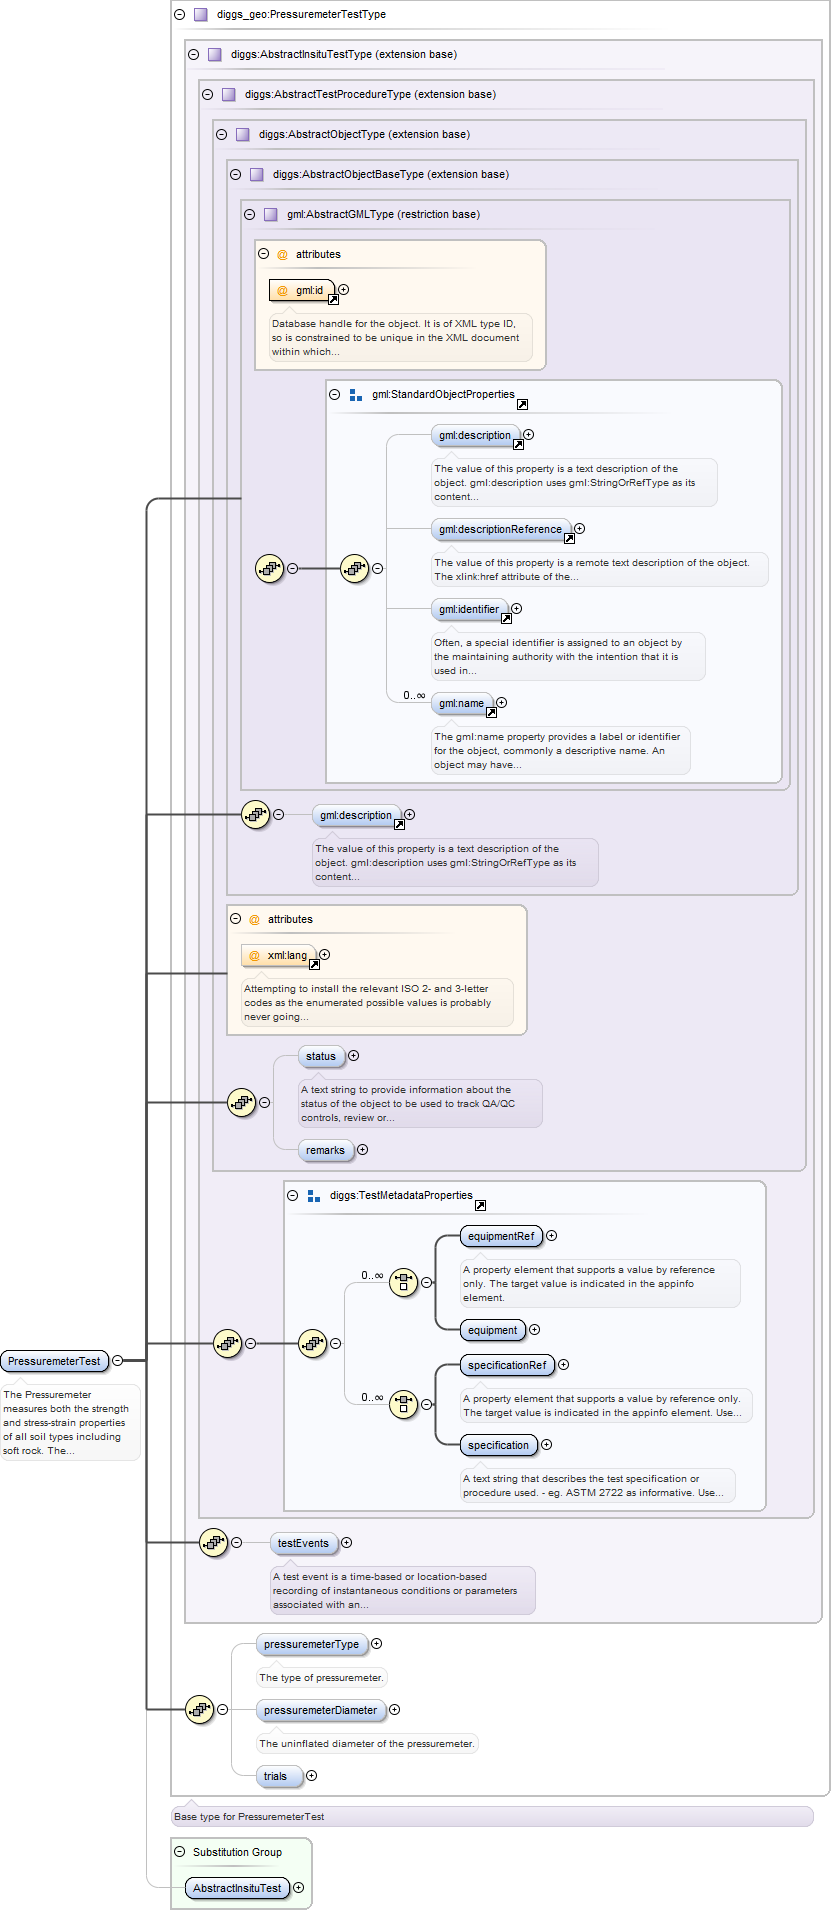 diggs_geo:PressuremeterTestType
diggs:AbstractInsituTestType (extension base)
diggs:AbstractTestProcedureType (extension base)
diggs:AbstractObjectType (extension base)
diggs:AbstractObjectBaseType (extension base)
gml:AbstractGMLType (restriction base)
@ attributes
@ gml:id
Database handle for the object. It is of XML type ID,
so is constrained to be unique in the XML document
within which...
gml:StandardObjectProperties
gml:description
The value of this property is a text description of the
object. gml:description uses gml:StringOrRefType as its
content...
gml:descriptionReference
The value of this property is a remote text description of the object.
The xlink:href attribute of the...
gml:identifier
Often, a special identifier is assigned to an object by
the maintaining authority with the intention that it is
used in...
0..∞
gml:name
The gml:name property provides a label or identifier
for the object, commonly a descriptive name. An
object may have...
gml:description
The value of this property is a text description of the
object. gml:description uses gml:StringOrRefType as its
content...
@ attributes
@ xml:lang
Attempting to install the relevant ISO 2- and 3-letter
codes as the enumerated possible values is probably
never going...
status
A text string to provide information about the
status of the object to be used to track QA/QC
controls, review or...
remarks
diggs:TestMetadataProperties
equipmentRef
0..∞
A property element that supports a value by reference
only. The target value is indicated in the appinfo
element.
equipment
specificationRef
0..∞
A property element that supports a value by reference only.
The target value is indicated in the appinfo element. Use...
specification
A text string that describes the test specification or
procedure used. - eg. ASTM 2722 as informative. Use...
PressuremeterTest
The Pressuremeter
measures both the strength
and stress-strain properties
of all soil types including
soft rock. The...
testEvents
A test event is a time-based or location-based
recording of instantaneous conditions or parameters
associated with an...
pressuremeterType
The type of pressuremeter.
pressuremeterDiameter
The uninflated diameter of the pressuremeter.
trials
Base type for PressuremeterTest
Substitution Group
AbstractInsituTest